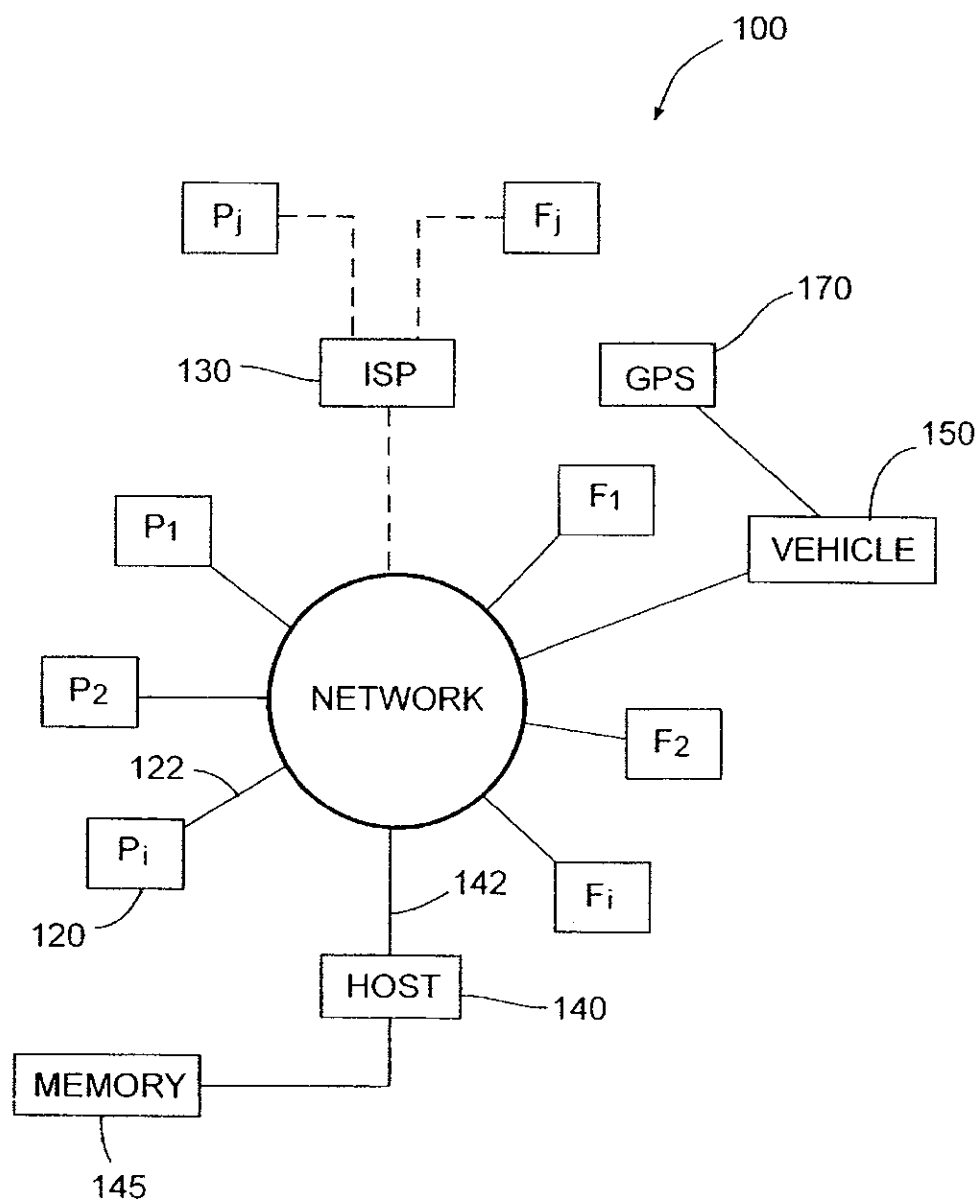 100
Pj
Fj
170
130
ISP
GPS
150
P1
F1
VEHICLE
P2
NETWORK
F2
122
Pi
142
Fi
120
HOST
140
MEMORY
145